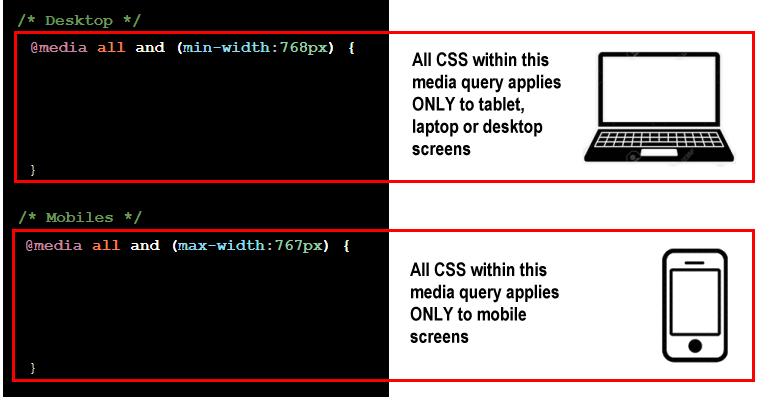 /* Desktop */
@media all and (min-width:768px) {
All CSS within this
media query applies
ONLY to tablet,
laptop or desktop
screens
}
/* Mobiles */
@media all and (max-width:767px) {
All CSS within this
media query applies
ONLY to mobile
screens
}